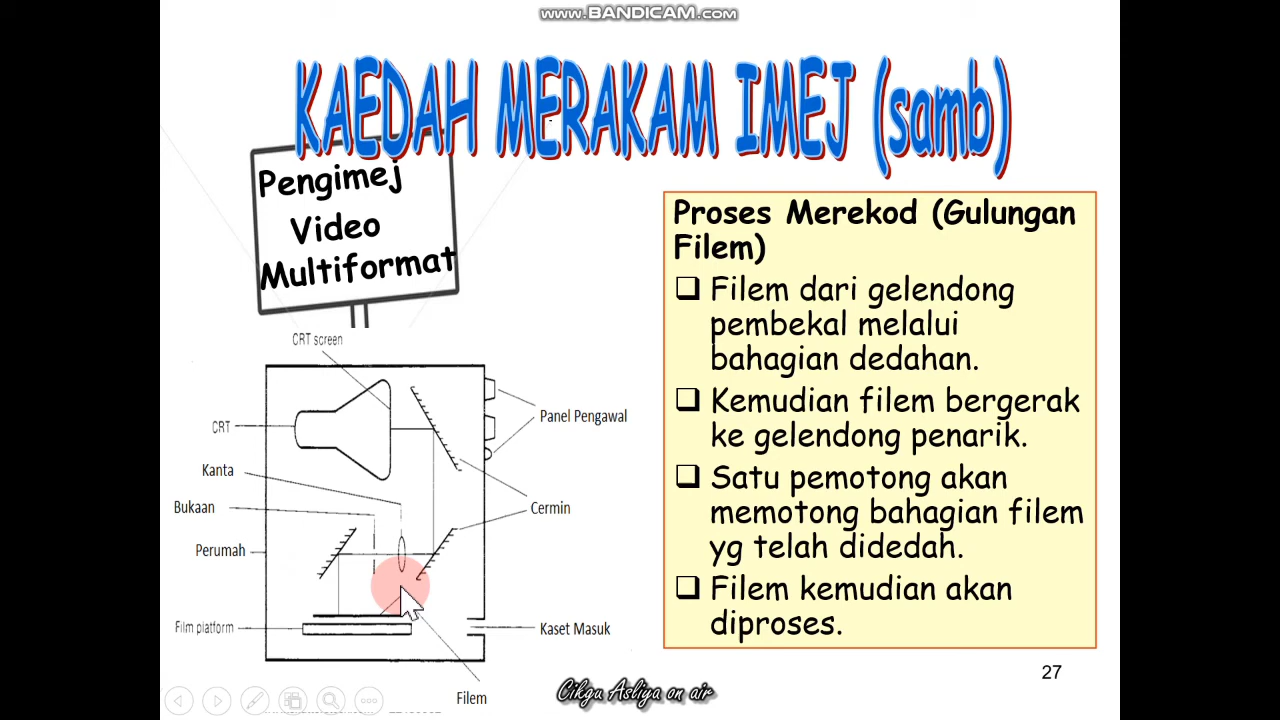 WWW.BANDICAM.COM
KAEDAH MERAKAM IMEJ (samb)
Pengimej
Video
Multiformat
Proses Merekod (Gulungan
Filem)
Filem dari gelendong
pembekal melalui
bahagian dedahan.
Kemudian filem bergerak
ke gelendong penarik.
Satu pemotong akan
memotong bahagian filem
yg telah didedah.
Filem kemudian akan
diproses.
CRT screen
CRT
Panel Pengawal
Kanta
Bukaan
Cermin
Perumah
Film platform
Kaset Masuk
Filem
27
Cikgu Asliya on air